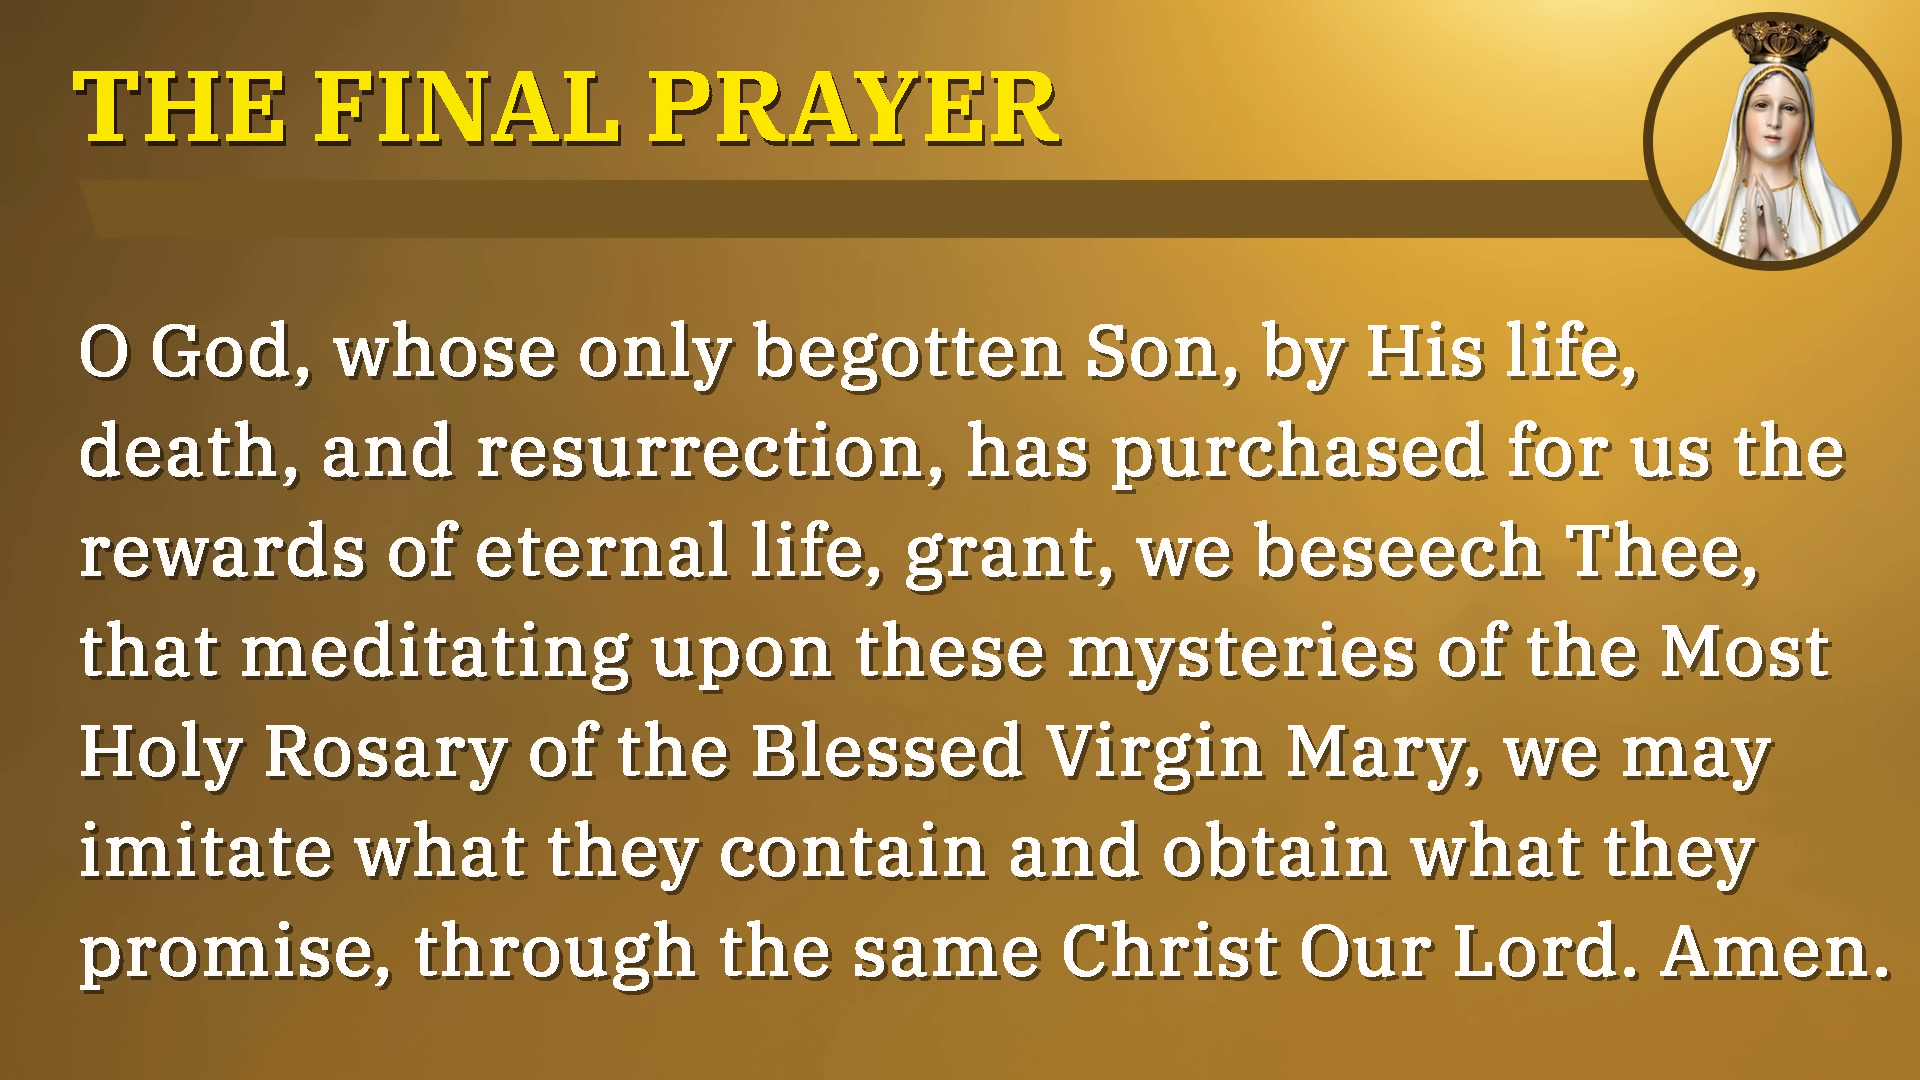 THE FINAL PRAYER
O God, whose only begotten Son, by His life,
death, and resurrection, has purchased for us the
rewards of eternal life, grant, we beseech Thee,
that meditating upon these mysteries of the Most
Holy Rosary of the Blessed Virgin Mary, we may
imitate what they contain and obtain what they
promise, through the same Christ Our Lord. Amen.